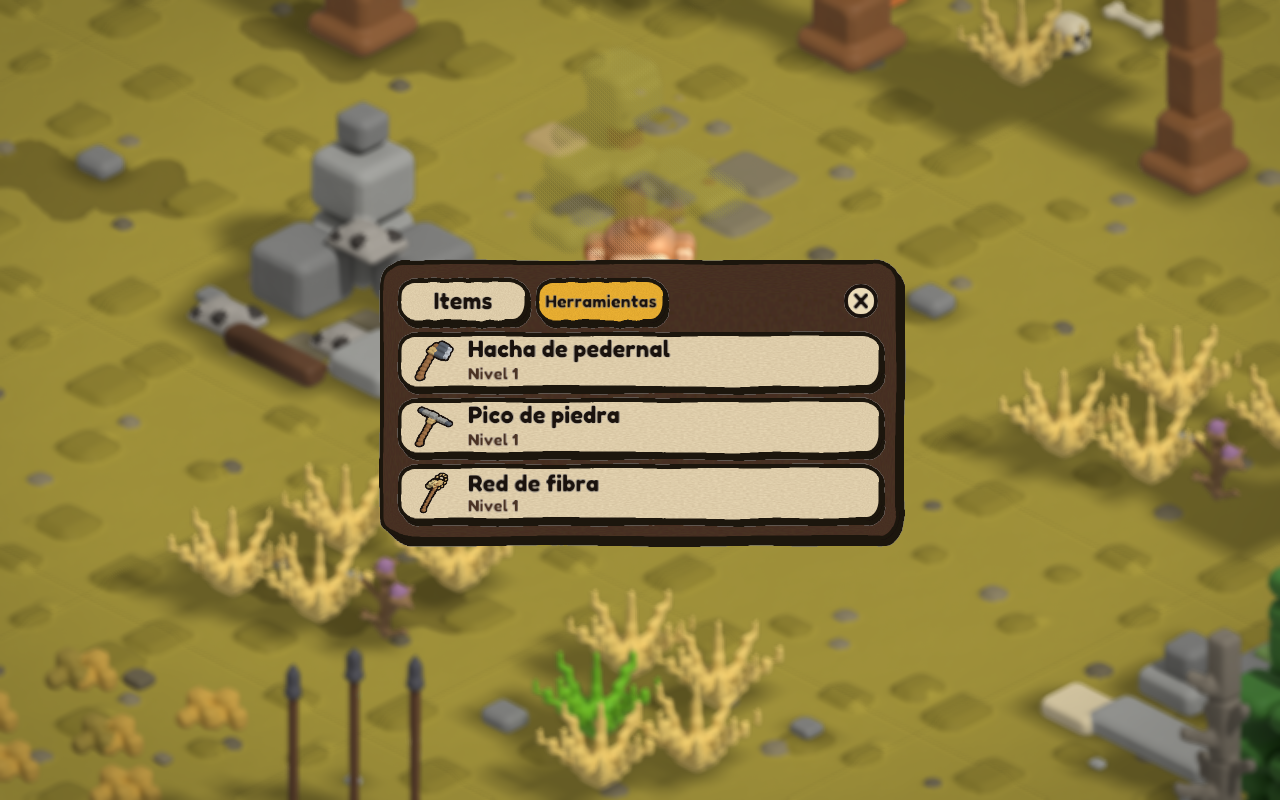 Items
Herramientas
Hacha de pedernal
Nivel 1
Pico de piedra
Nivel 1
Red de fibra
Nivel 1